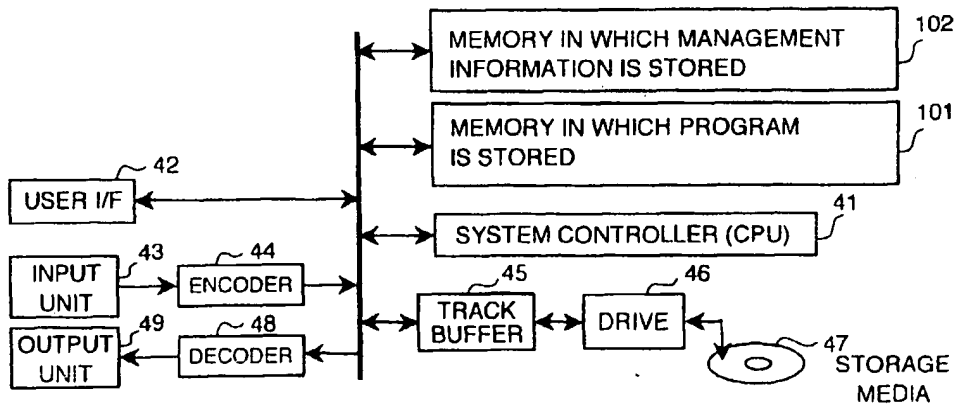 102
MEMORY IN WHICH MANAGEMENT
INFORMATION IS STORED
101
MEMORY IN WHICH PROGRAM
IS STORED
42
USER I/F
41
SYSTEM CONTROLLER (CPU)
43
INPUT
UNIT
44
ENCODER
45
TRACK
BUFFER
46
DRIVE
49
OUTPUT
UNIT
48
DECODER
47
STORAGE
MEDIA